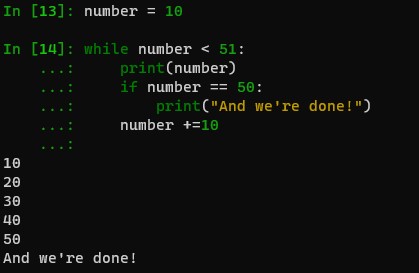 In [13]: number = 10

In [14]: while number < 51:
    ...:     print(number)
    ...:     if number == 50:
    ...:         print("And we're done!")
    ...:     number +=10
    ...:
10
20
30
40
50
And we're done!